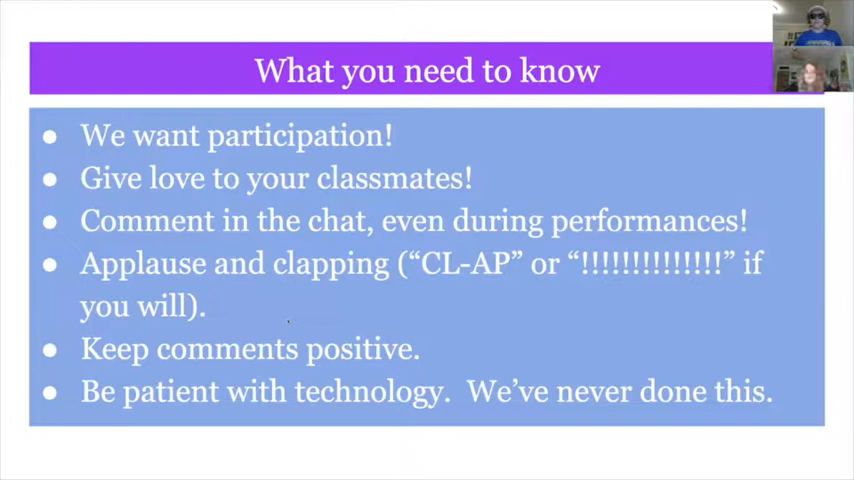 What you need to know
● We want participation!
● Give love to your classmates!
● Comment in the chat, even during performances!
● Applause and clapping (“CL-AP” or “!!!!!!!!!!!!!!” if
you will).
● Keep comments positive.
● Be patient with technology.  We’ve never done this.